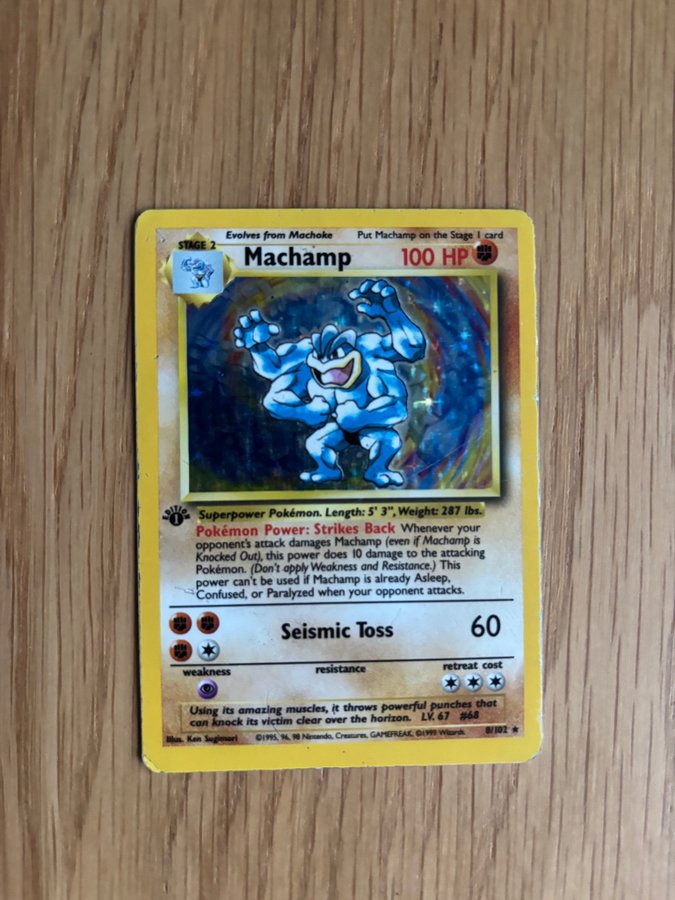 Evolves from Machoke Put Machamp on the Stage 1 card
STAGE 2
Machamp 100 HP
EDITION 1
Superpower Pokémon. Length: 5' 3", Weight: 287 lbs.
Pokémon Power: Strikes Back Whenever your
opponent's attack damages Machamp (even if Machamp is
Knocked Out), this power does 10 damage to the attacking
Pokémon. (Don't apply Weakness and Resistance.) This
power can't be used if Machamp is already Asleep,
Confused, or Paralyzed when your opponent attacks.
Seismic Toss 60
weakness resistance retreat cost
Using its amazing muscles, it throws powerful punches that
can knock its victim clear over the horizon. LV. 67 #68
Illus. Ken Sugimori ©1995, 96, 98 Nintendo, Creatures, GAMEFREAK. ©1999 Wizards. 8/102 ★